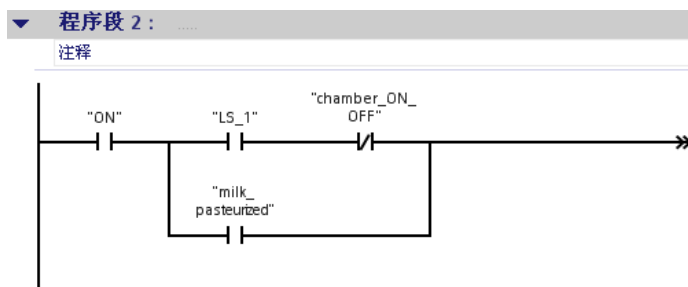 程序段 2： .....
注释
"ON"
"LS_1"
"chamber_ON_
OFF"
"milk_
pasteurized"